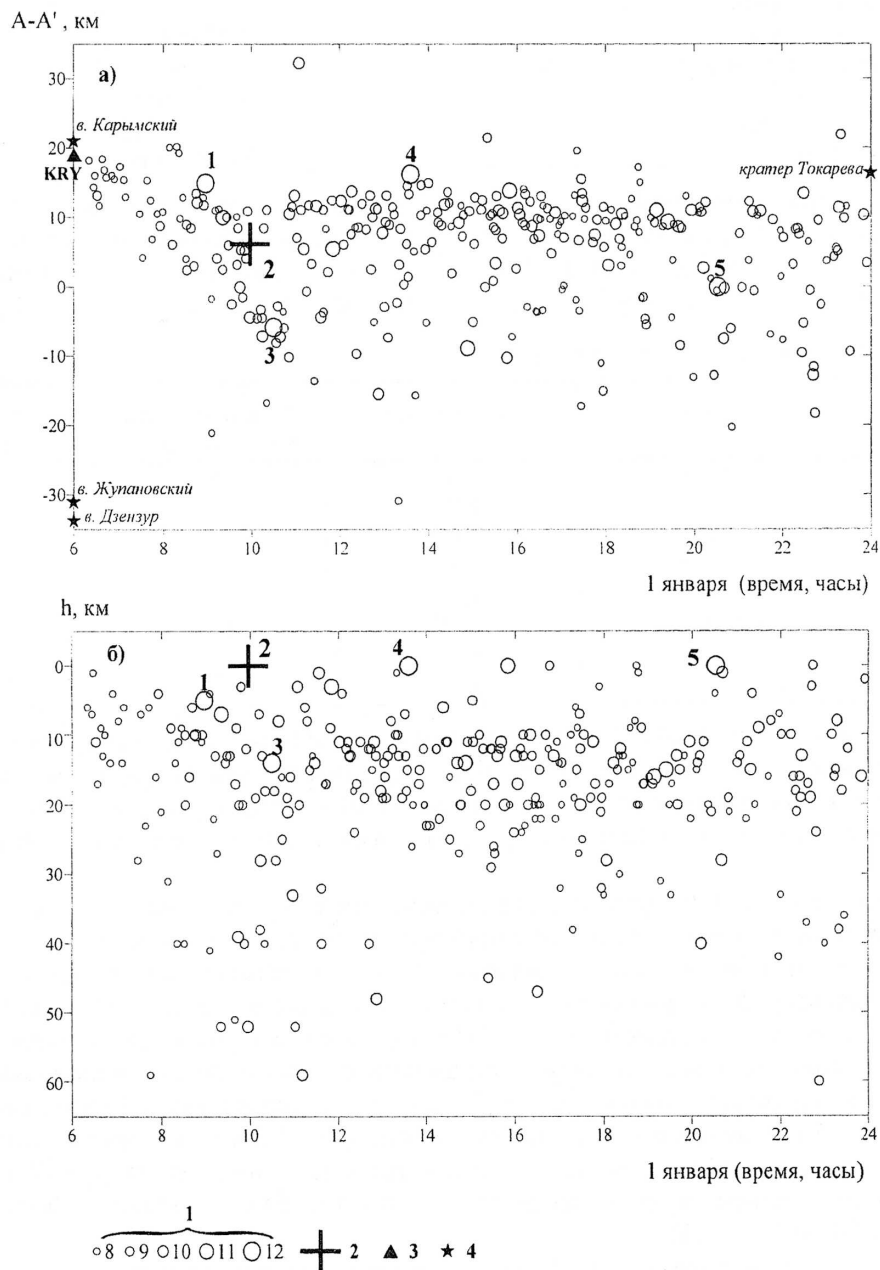 А-А', км
а)
30
в. Карымский
20
KRY
1
4
кратер Токарева
10
2
5
0
3
-10
-20
в. Жупановский
-30
в. Дзензур
6 8 10 12 14 16 18 20 22 24
1 января (время, часы)
h, км
б)
2
4
5
0
1
10
3
20
30
40
50
60
6 8 10 12 14 16 18 20 22 24
1 января (время, часы)
1
8 9 10 11 12 2 3 4